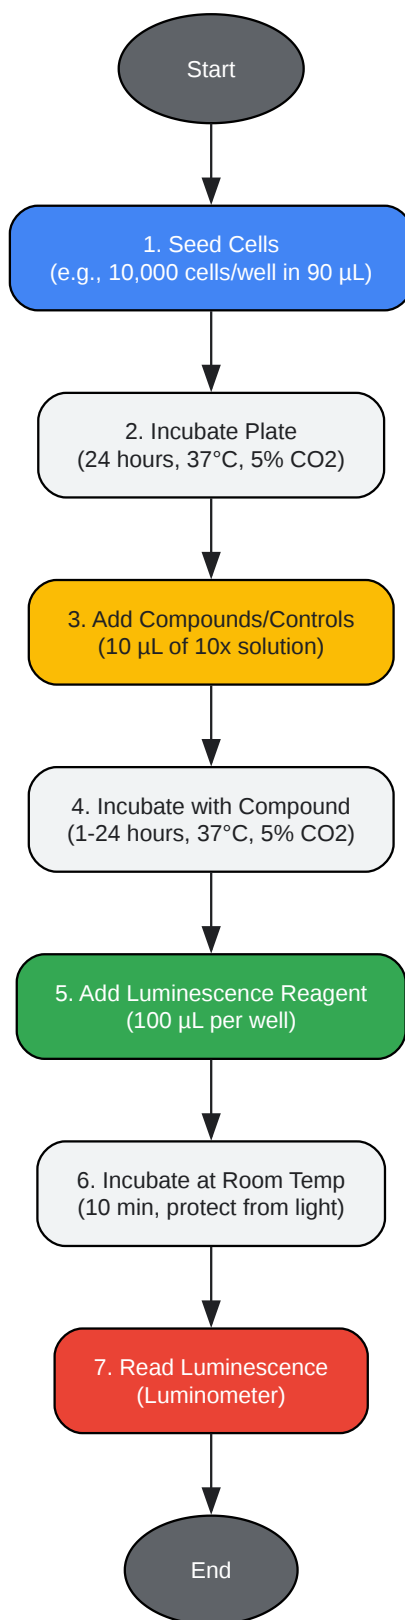 Start
1. Seed Cells
(e.g., 10,000 cells/well in 90 µL)
2. Incubate Plate
(24 hours, 37°C, 5% CO2)
3. Add Compounds/Controls
(10 µL of 10x solution)
4. Incubate with Compound
(1-24 hours, 37°C, 5% CO2)
5. Add Luminescence Reagent
(100 µL per well)
6. Incubate at Room Temp
(10 min, protect from light)
7. Read Luminescence
(Luminometer)
End